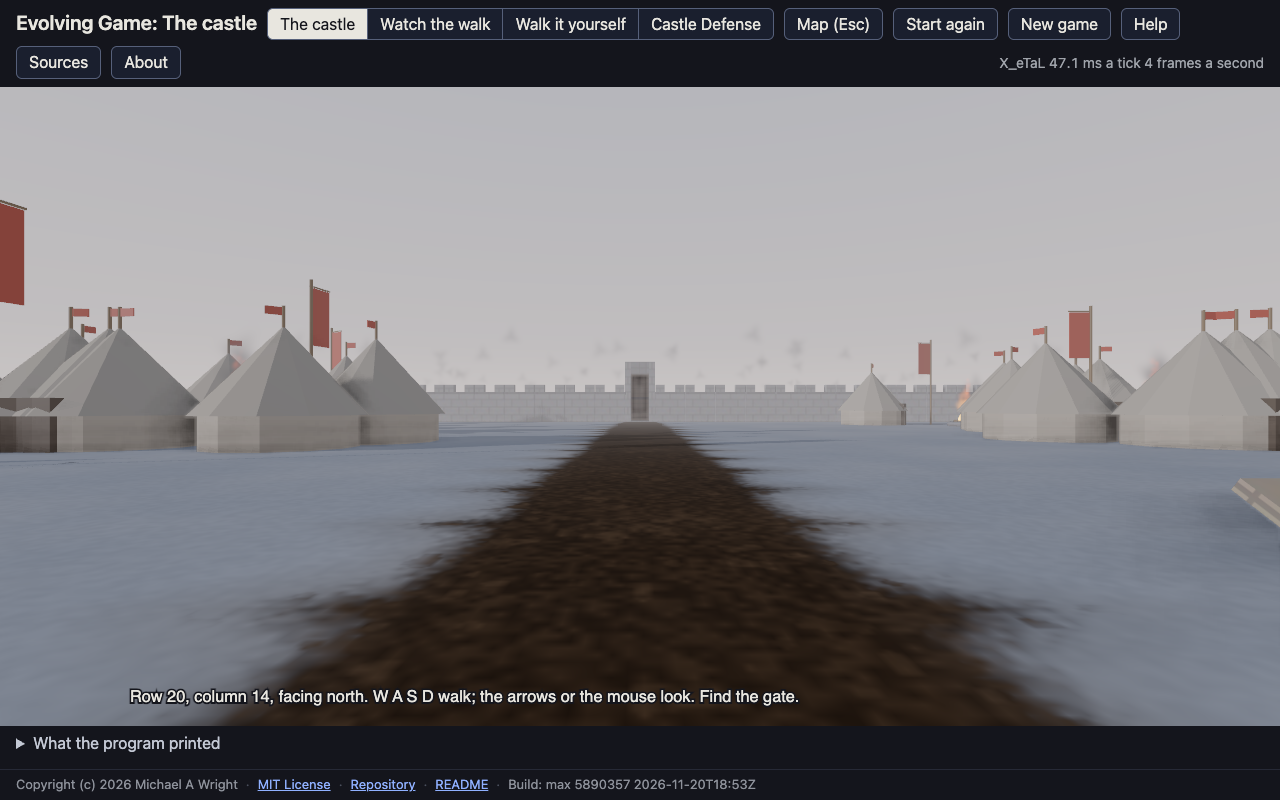 Evolving Game: The castle The castle Watch the walk Walk it yourself Castle Defense Map (Esc) Start again New game Help
Sources About X_eTaL 47.1 ms a tick 4 frames a second
Row 20, column 14, facing north. W A S D walk; the arrows or the mouse look. Find the gate.
▶ What the program printed
Copyright (c) 2026 Michael A Wright · MIT License · Repository · README · Build: max 5890357 2026-11-20T18:53Z